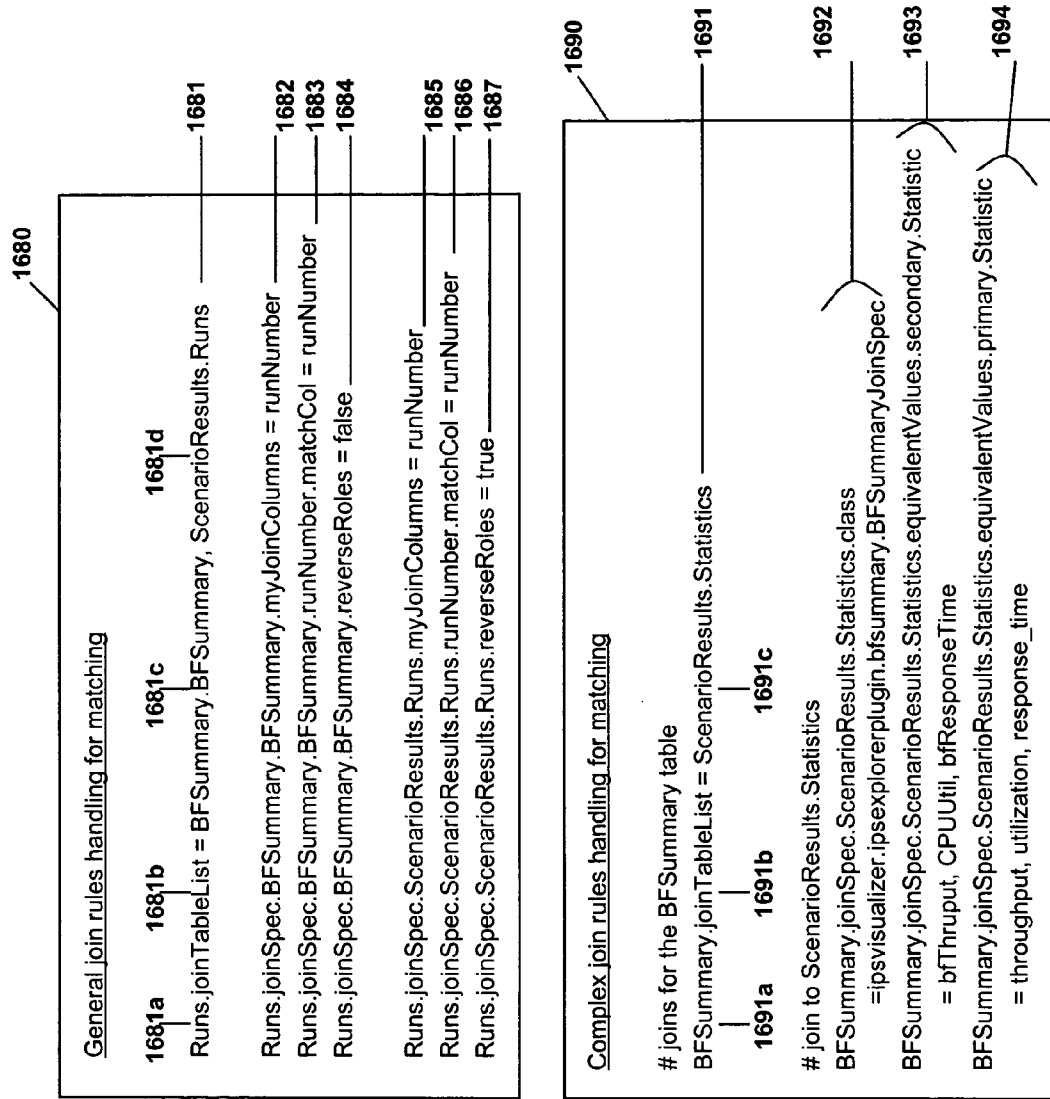 1680
General join rules handling for matching
1681a 1681b 1681c 1681d
Runs.joinTableList = BFSummary.BFSummary, ScenarioResults.Runs 1681
Runs.joinSpec.BFSummary.BFSummary.myJoinColumns = runNumber 1682
Runs.joinSpec.BFSummary.BFSummary.runNumber.matchCol = runNumber 1683
Runs.joinSpec.BFSummary.BFSummary.reverseRoles = false 1684
Runs.joinSpec.ScenarioResults.Runs.myJoinColumns = runNumber 1685
Runs.joinSpec.ScenarioResults.Runs.runNumber.matchCol = runNumber 1686
Runs.joinSpec.ScenarioResults.Runs.reverseRoles = true 1687
1690
Complex join rules handling for matching
# joins for the BFSummary table
BFSummary.joinTableList = ScenarioResults.Statistics 1691
1691a 1691b 1691c
# join to ScenarioResults.Statistics
BFSummary.joinSpec.ScenarioResults.Statistics.class 1692
=ipsvisualizer.ipsexplorerplugin.bfsummary.BFSummaryJoinSpec
BFSummary.joinSpec.ScenarioResults.Statistics.equivalentValues.secondary.Statistic 1693
= bfThruput, CPUUtil, bfResponseTime
BFSummary.joinSpec.ScenarioResults.Statistics.equivalentValues.primary.Statistic 1694
= throughput, utilization, response_time